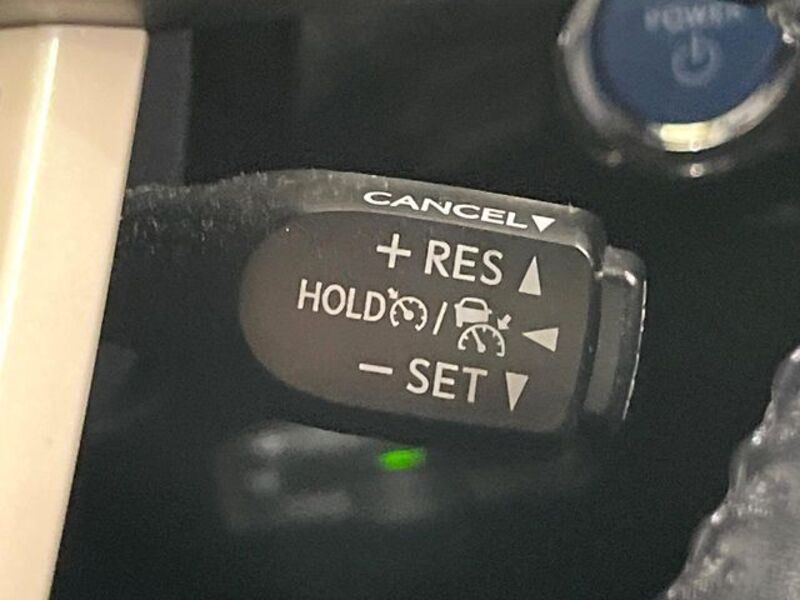 POWER
CANCEL▼
+ RES ▲
HOLD / ◀
− SET ▼